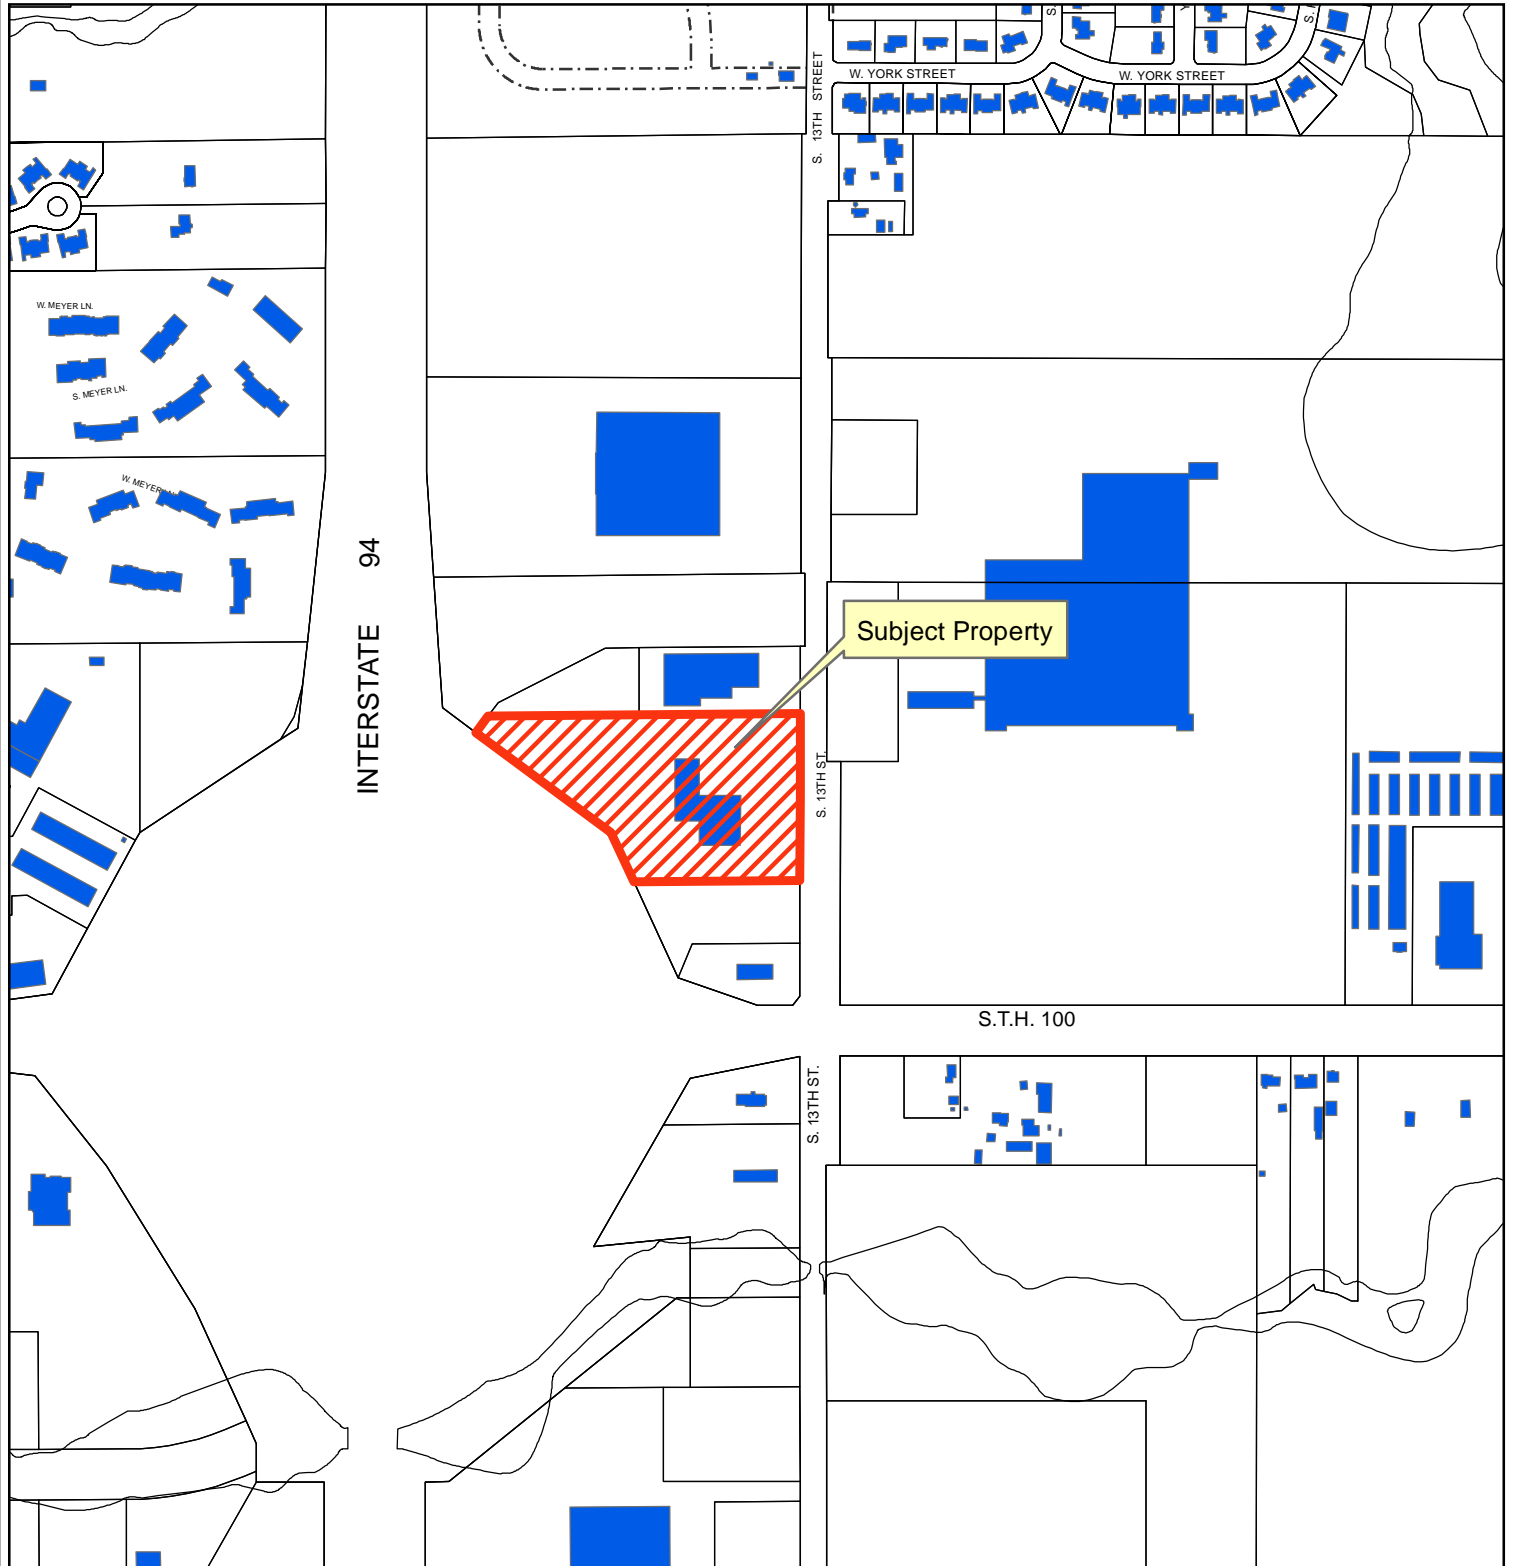 S. 13TH STREET
W. YORK STREET
W. YORK STREET
W. MEYER LN.
S. MEYER LN.
W. MEYER
INTERSTATE 94
Subject Property
S. 13TH ST.
S.T.H. 100
S. 13TH ST.